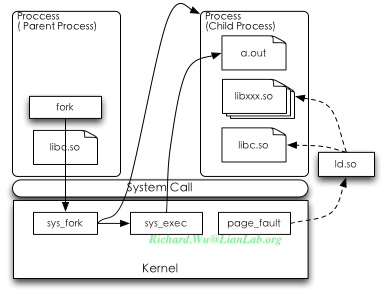 Proccess
( Parent Process)
Process
(Child Process)
a.out
libxxx.so
fork
libc.so
libc.so
ld.so
System Call
sys_fork
sys_exec
page_fault
Richard.Wu@LianLab.org
Kernel